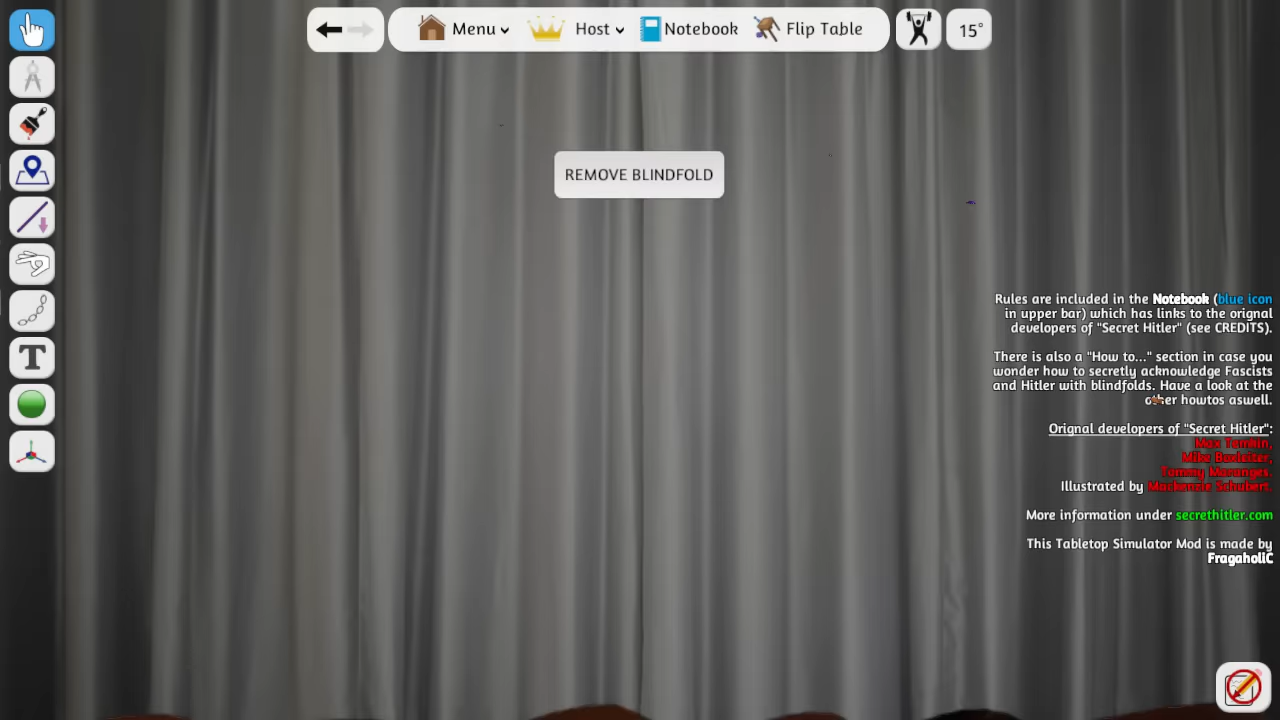 Menu Host Notebook Flip Table 15°
REMOVE BLINDFOLD
Rules are included in the Notebook (blue icon
in upper bar) which has links to the orignal
developers of "Secret Hitler" (see CREDITS).
There is also a "How to..." section in case you
wonder how to secretly acknowledge Fascists
and Hitler with blindfolds. Have a look at the
other howtos aswell.
Orignal developers of "Secret Hitler":
Max Temkin,
Mike Boxleiter,
Tommy Maranges.
Illustrated by Mackenzie Schubert.
More information under secrethitler.com
This Tabletop Simulator Mod is made by
FragaholiC
T